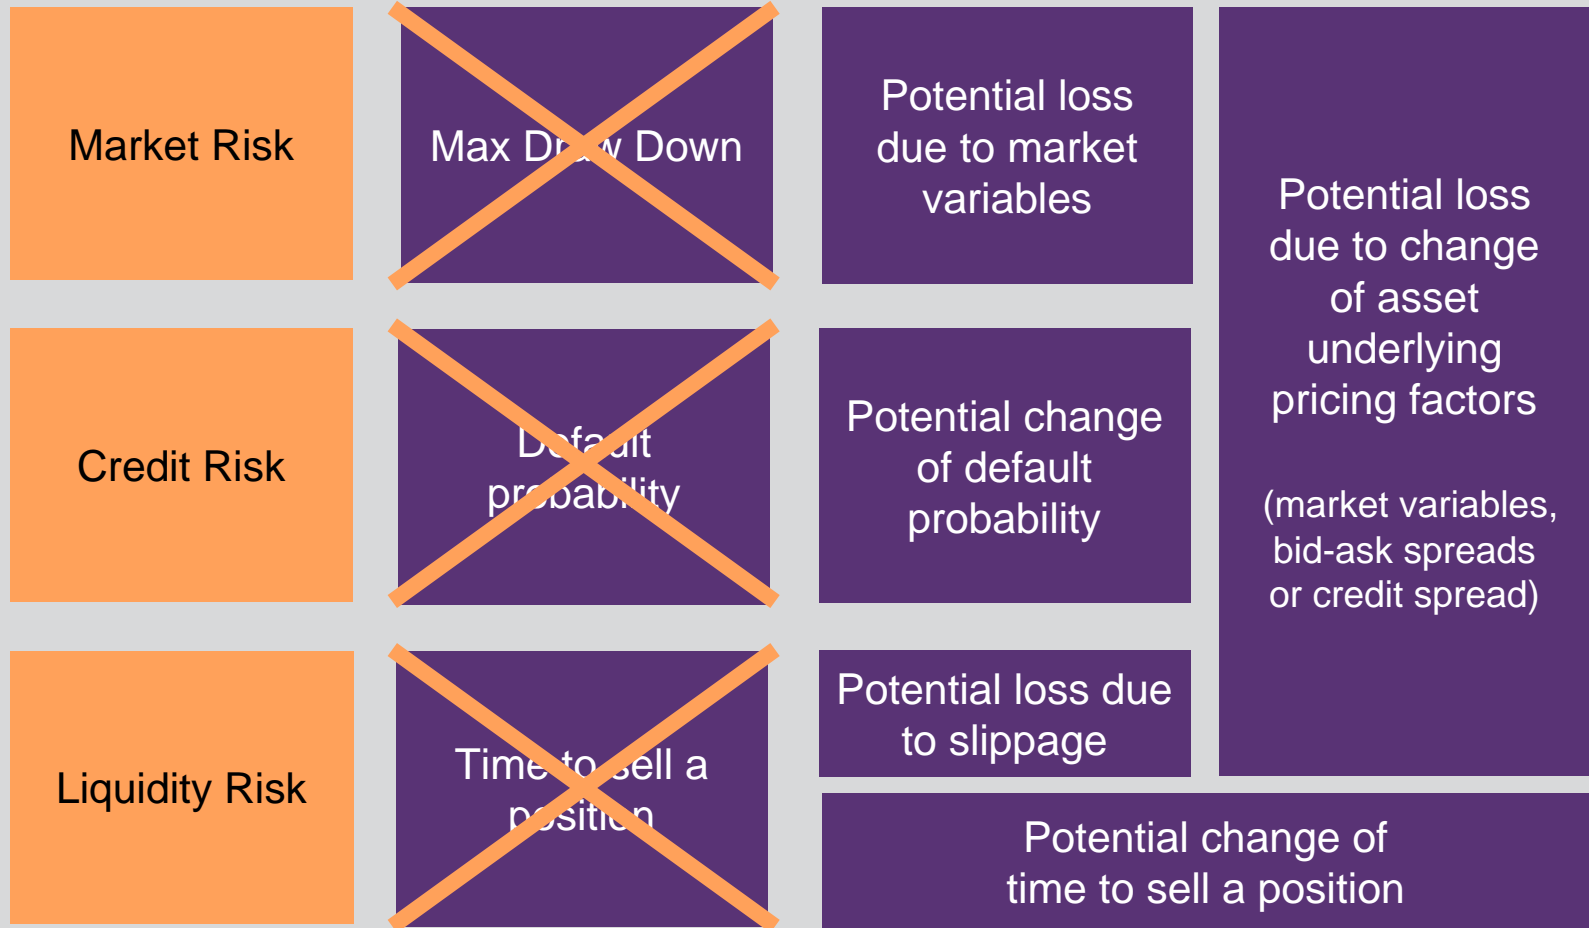 Market Risk
Max Draw Down
Potential loss
due to market
variables
Potential loss
due to change
of asset
underlying
pricing factors
(market variables,
bid-ask spreads
or credit spread)
Credit Risk
Default
probability
Potential change
of default
probability
Liquidity Risk
Time to sell a
position
Potential loss due
to slippage
Potential change of
time to sell a position